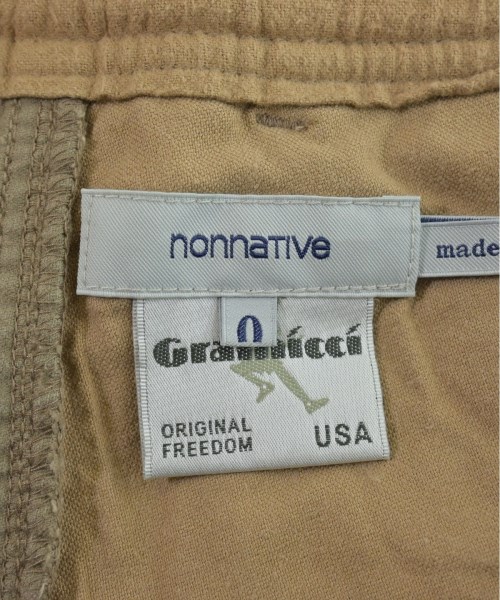 nonnative
made
0
Gramicci
ORIGINAL
FREEDOM
USA